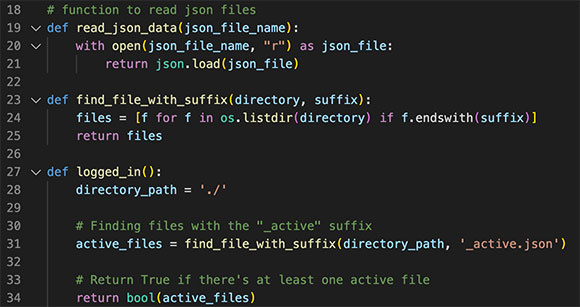 18 # function to read json files
19 def read_json_data(json_file_name):
20     with open(json_file_name, "r") as json_file:
21         return json.load(json_file)
22
23 def find_file_with_suffix(directory, suffix):
24     files = [f for f in os.listdir(directory) if f.endswith(suffix)]
25     return files
26
27 def logged_in():
28     directory_path = './'
29
30     # Finding files with the "_active" suffix
31     active_files = find_file_with_suffix(directory_path, '_active.json')
32
33     # Return True if there's at least one active file
34     return bool(active_files)